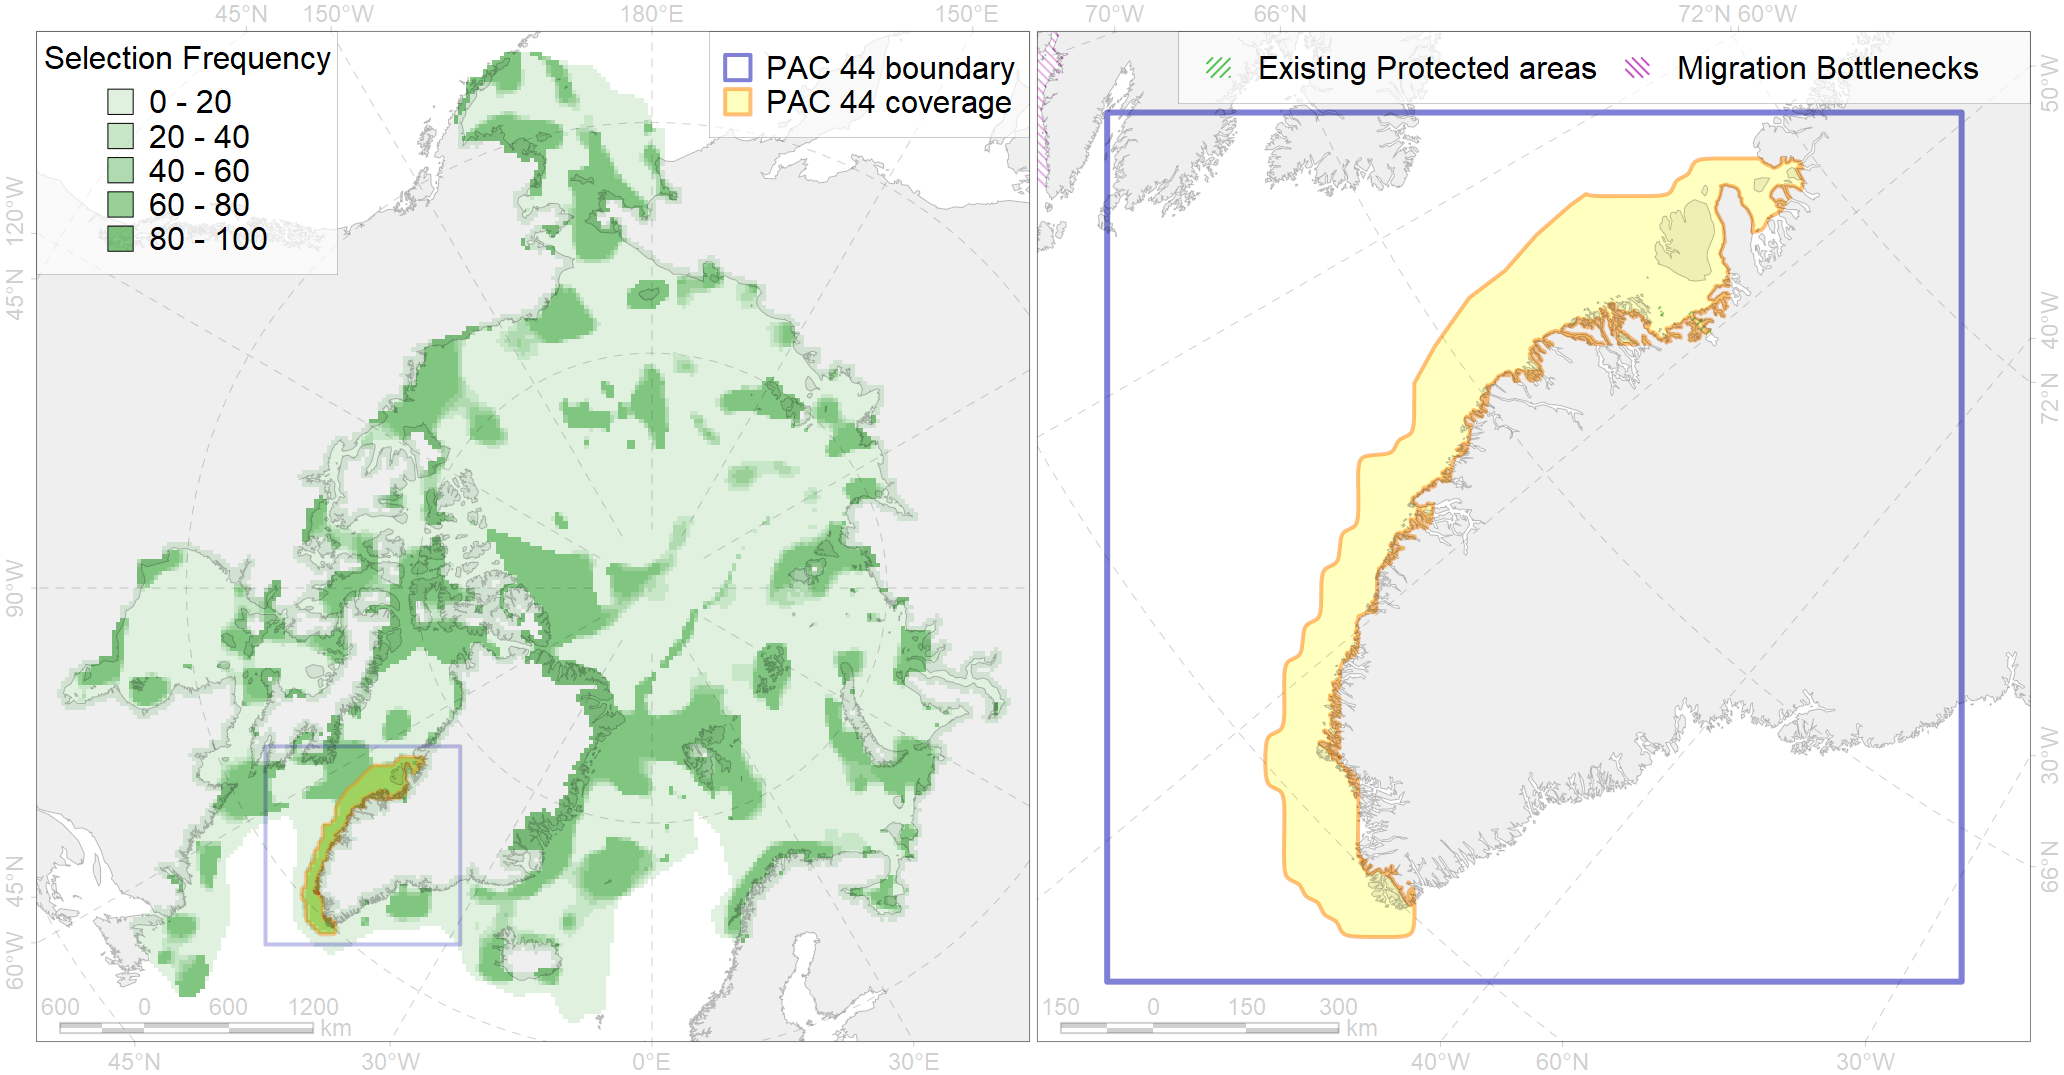 45°N 150°W 180°E 150°E 70°W 66°N 72°N 60°W
Selection Frequency
0 - 20
20 - 40
40 - 60
60 - 80
80 - 100
PAC 44 boundary
PAC 44 coverage
Existing Protected areas
Migration Bottlenecks
120°W
45°N
90°W
45°N
60°W
50°W
40°W
72°N
30°W
66°N
600 0 600 1200
km
150 0 150 300
km
45°N 30°W 0°E 30°E 40°W 60°N 30°W